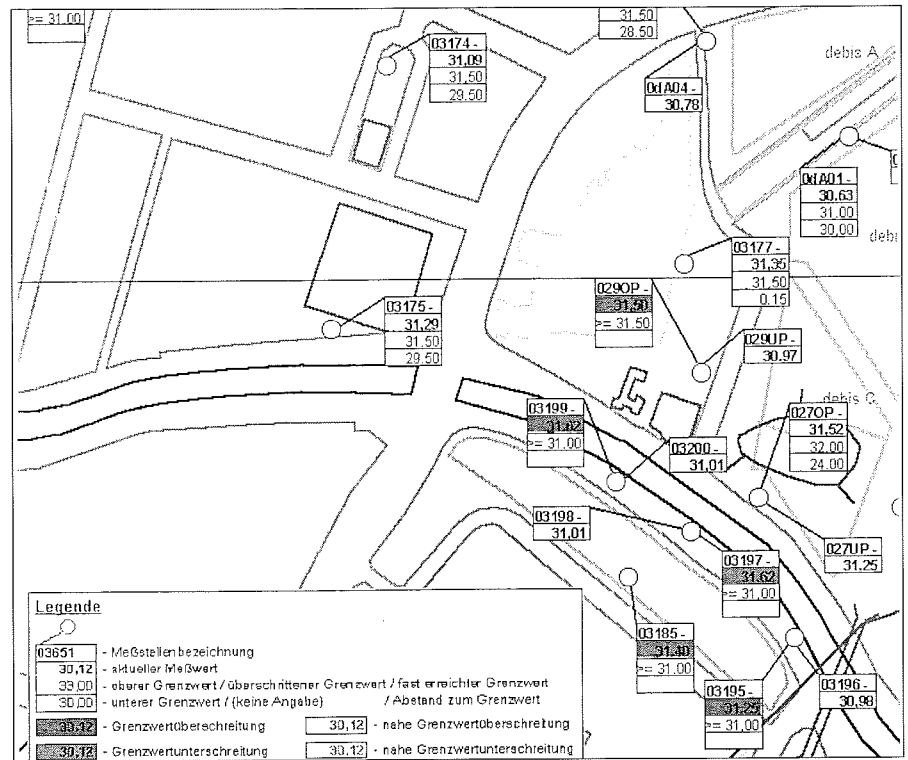 >= 31.00
03174 -
31,09
31,50
29.50
31,50
28,50
debis A
0dA04 -
30,78
0dA01 -
30,63
31,00
30,00
debi
03177 -
31,35
31,50
0.15
029OP -
31,50
>= 31.50
029UP -
30,97
03175 -
31,29
31,50
29,50
debis C
027OP -
31,52
32,00
24,00
03199 -
>= 31.00
03200 -
31,01
03198 -
31,01
027UP -
31,25
03197 -
31,62
>= 31,00
03185 -
31,40
>= 31.00
03195 -
31,25
>= 31,00
03196 -
30,98
Legende
03651 - Meßstellenbezeichnung
30,12 - aktueller Meßwert
33,00 - oberer Grenzwert / überschrittener Grenzwert / fast erreichter Grenzwert
30,00 - unterer Grenzwert / (keine Angabe) / Abstand zum Grenzwert
30,12 - Grenzwertüberschreitung 30,12 - nahe Grenzwertüberschreitung
30,12 - Grenzwertunterschreitung 30,12 - nahe Grenzwertunterschreitung